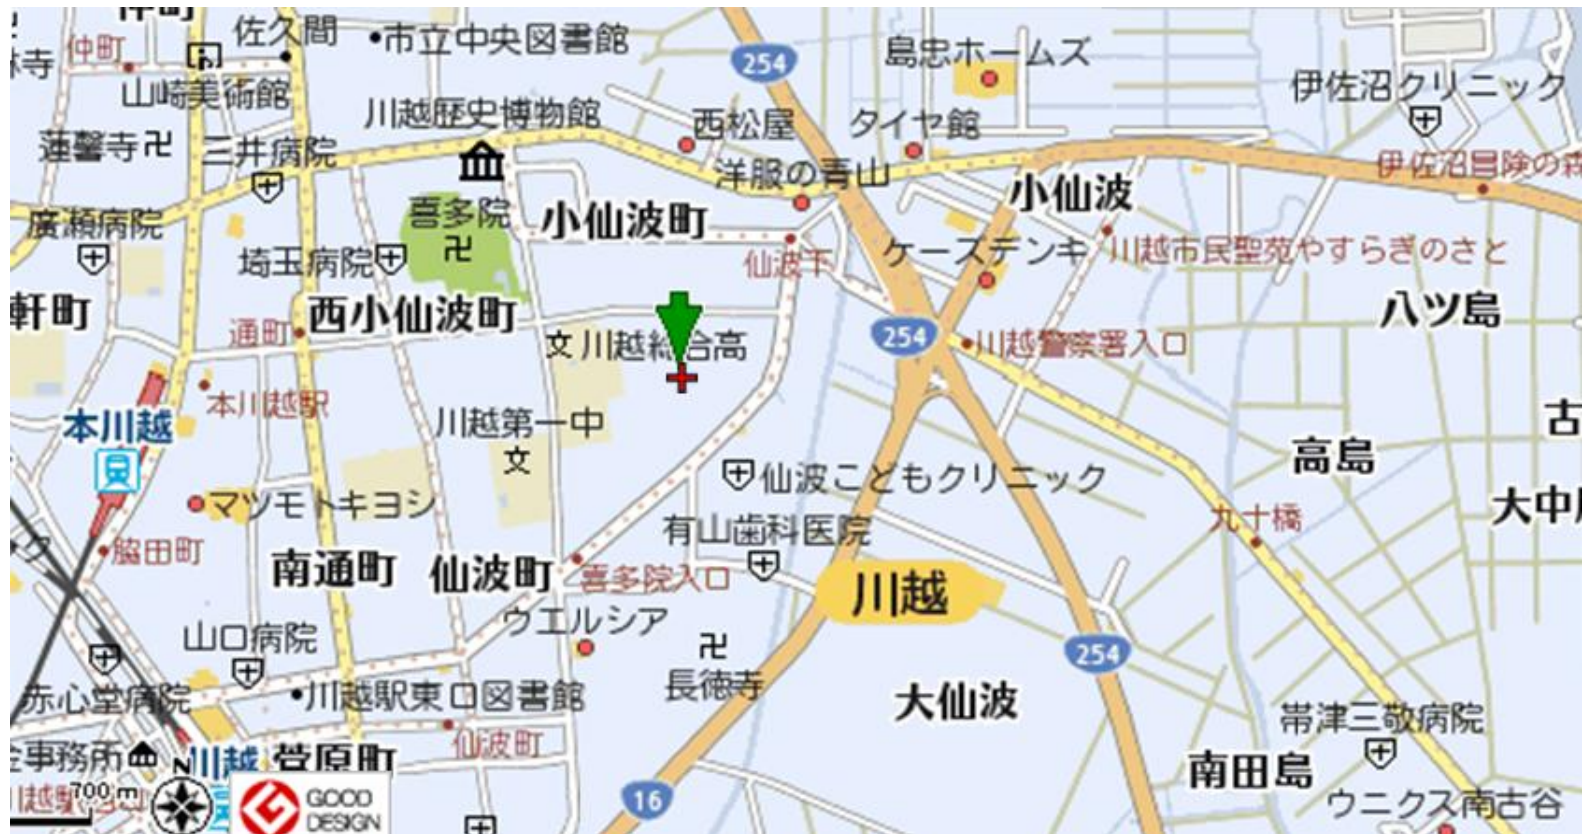 仲町
佐久間
市立中央図書館
254
島忠ホームズ
伊佐沼クリニック
山崎美術館
川越歴史博物館
西松屋
タイヤ館
蓮馨寺
三井病院
洋服の青山
小仙波
伊佐沼冒険の森
廣瀬病院
喜多院
小仙波町
埼玉病院
仙波下
ケーズデンキ
川越市民聖苑やすらぎのさと
軒町
通町
西小仙波町
八ツ島
川越総合高
254
川越警察署入口
本川越駅
本川越
川越第一中
高島
古
仙波こどもクリニック
マツモトキヨシ
大中
有山歯科医院
九十橋
脇田町
南通町
仙波町
喜多院入口
川越
ウエルシア
山口病院
254
赤心堂病院
川越駅東口図書館
長徳寺
大仙波
帯津三敬病院
仙波町
事務所
N
川越
菅原町
南田島
700 m
16
GOOD
DESIGN
ウニクス南古谷